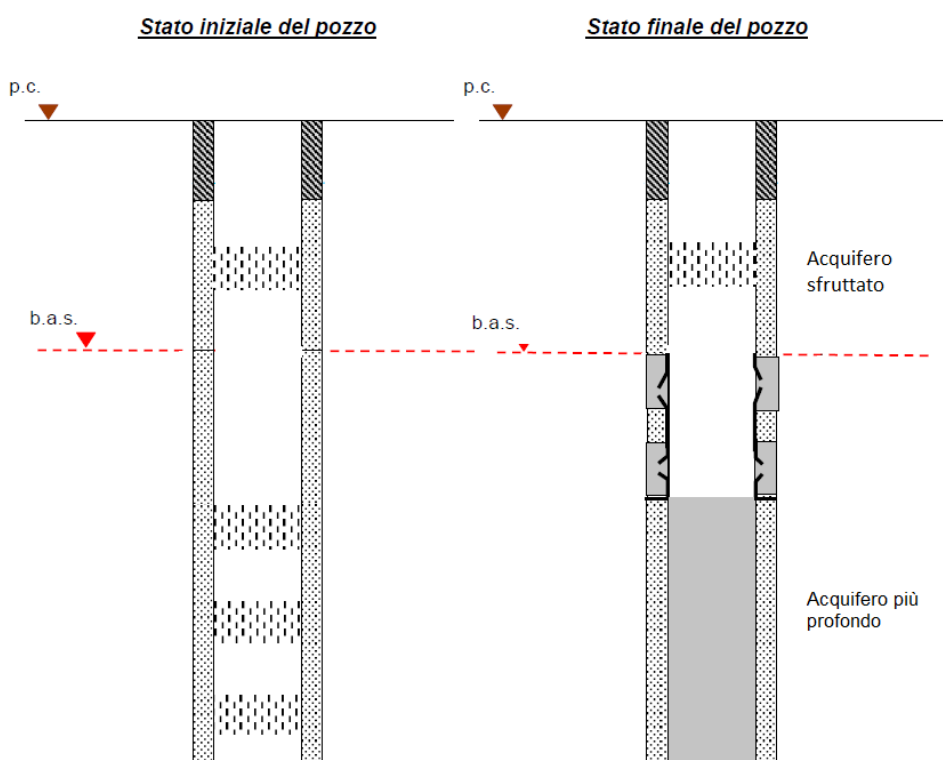 Stato iniziale del pozzo
Stato finale del pozzo
p.c.
p.c.
Acquifero
sfruttato
b.a.s.
b.a.s.
Acquifero più
profondo